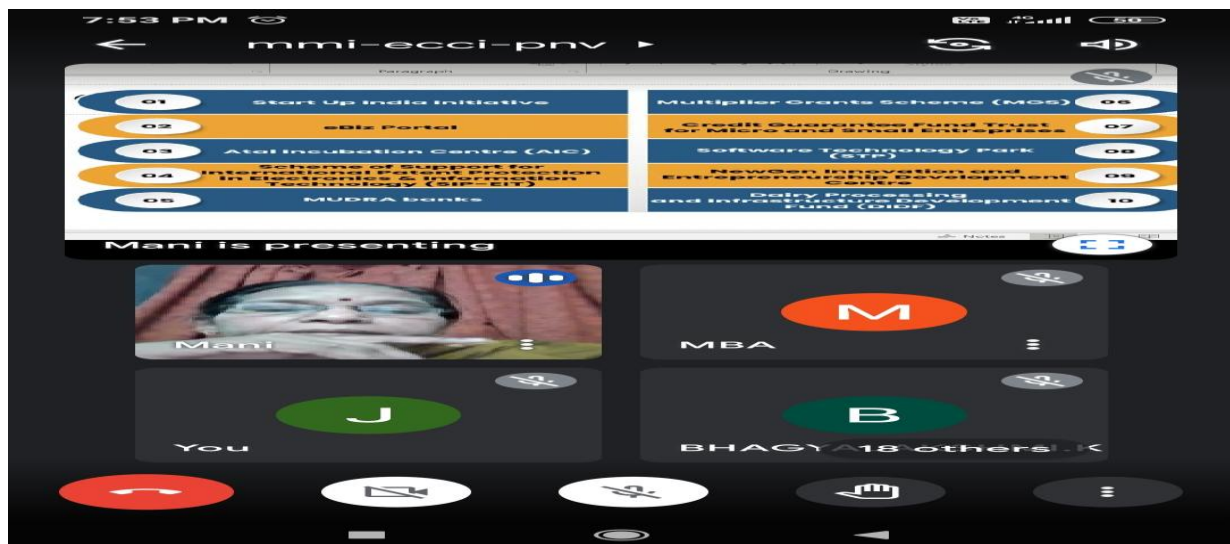 7:53 PM
4G
50
mmi-ecci-pnv
Paragraph
Drawing
01
Start Up India Initiative
02
eBiz Portal
03
Atal Incubation Centre (AIC)
04
Scheme of Support for
International Patent Protection
in Electronics & Information
Technology (SIP-EIT)
05
MUDRA banks
Multiplier Grants Scheme (MGS)
06
Credit Guarantee Fund Trust
for Micro and Small Entreprises
07
Software Technology Park
(STP)
08
NewGen Innovation and
Entrepreneurship Development
Centre
09
Dairy Processing
and Infrastructure Development
Fund (DIDF)
10
Notes
Mani is presenting
Mani
M
MBA
J
You
B
18 others